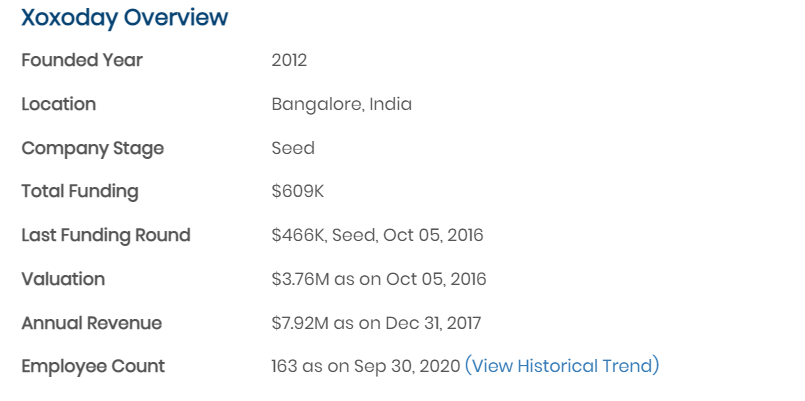 Xoxoday Overview
Founded Year 2012
Location Bangalore, India
Company Stage Seed
Total Funding $609K
Last Funding Round $466K, Seed, Oct 05, 2016
Valuation $3.76M as on Oct 05, 2016
Annual Revenue $7.92M as on Dec 31, 2017
Employee Count 163 as on Sep 30, 2020 (View Historical Trend)